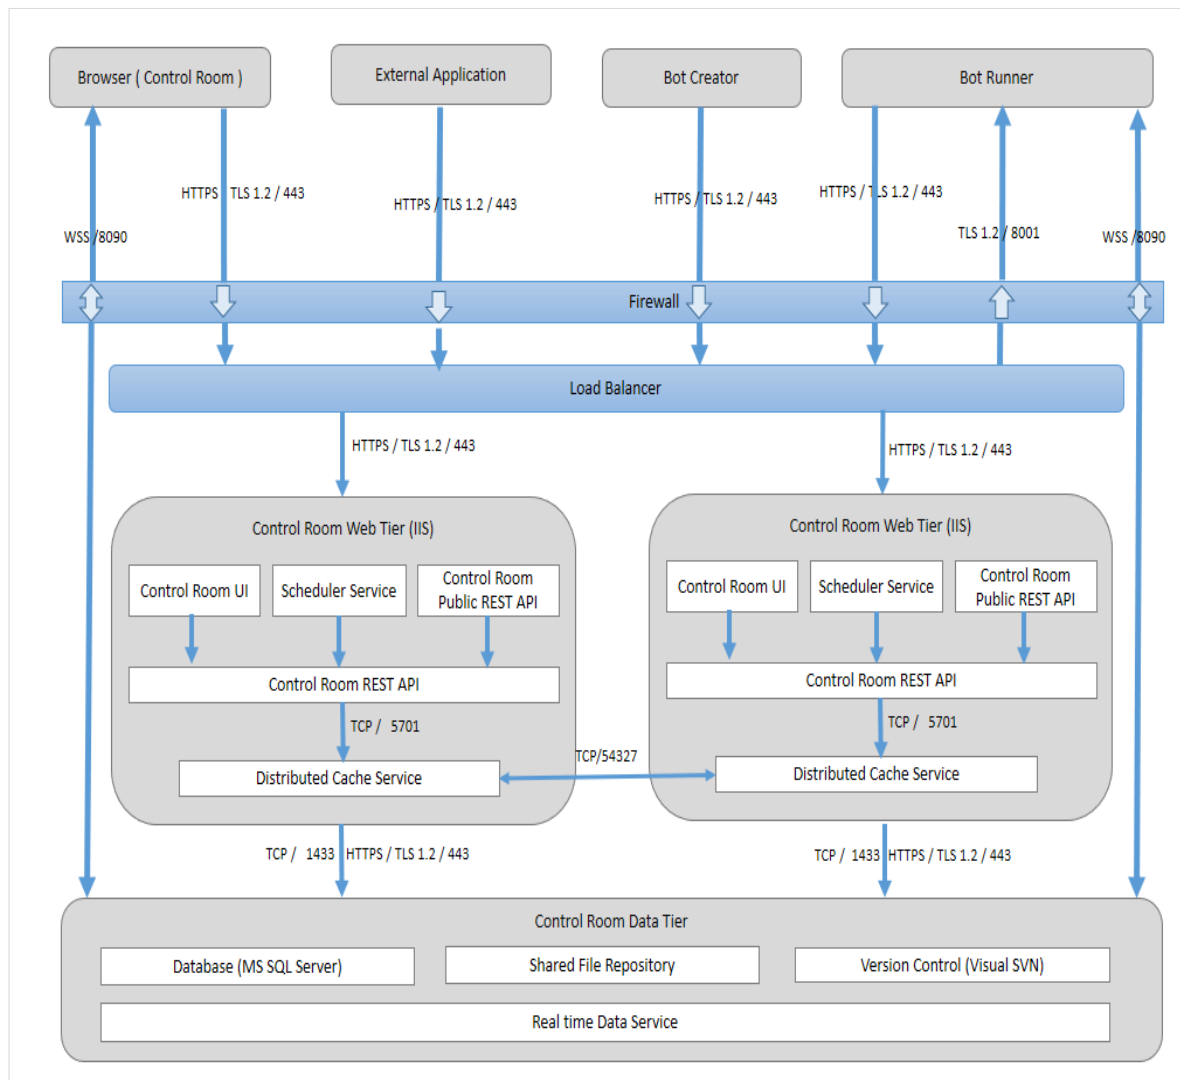 Browser ( Control Room )
External Application
Bot Creator
Bot Runner
HTTPS / TLS 1.2 / 443
HTTPS / TLS 1.2 / 443
HTTPS / TLS 1.2 / 443
HTTPS / TLS 1.2 / 443
WSS /8090
TLS 1.2 / 8001
WSS /8090
Firewall
Load Balancer
HTTPS / TLS 1.2 / 443
HTTPS / TLS 1.2 / 443
Control Room Web Tier (IIS)
Control Room UI
Scheduler Service
Control Room
Public REST API
Control Room REST API
TCP / 5701
Distributed Cache Service
TCP/54327
Control Room Web Tier (IIS)
Control Room UI
Scheduler Service
Control Room
Public REST API
Control Room REST API
TCP / 5701
Distributed Cache Service
TCP / 1433 HTTPS / TLS 1.2 / 443
TCP / 1433 HTTPS / TLS 1.2 / 443
Control Room Data Tier
Database (MS SQL Server)
Shared File Repository
Version Control (Visual SVN)
Real time Data Service